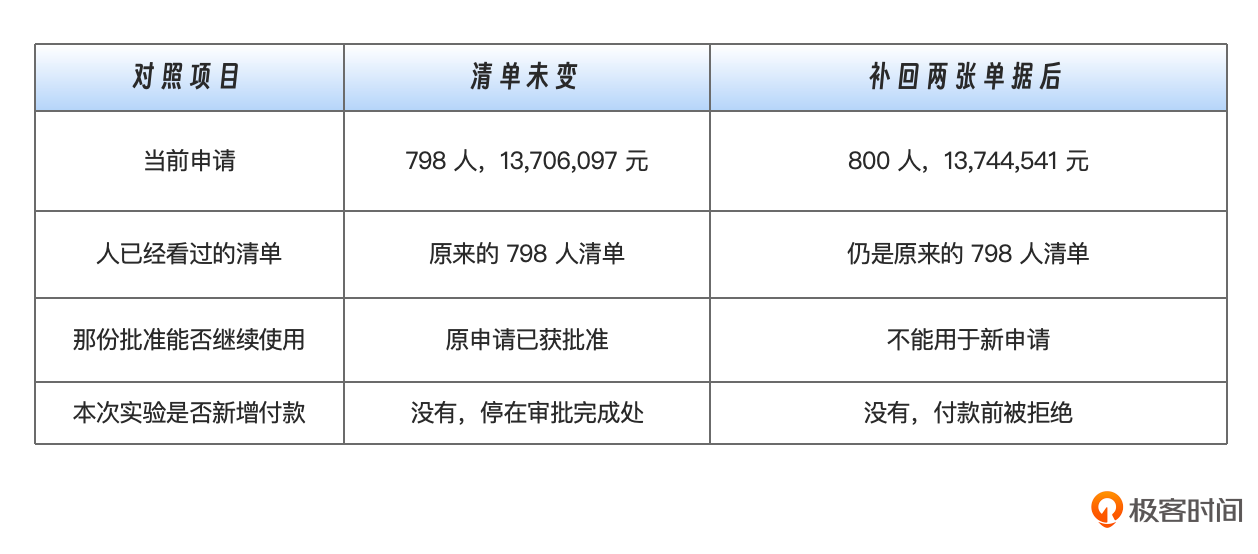 对照项目 清单未变 补回两张单据后
当前申请 798 人，13,706,097 元 800 人，13,744,541 元
人已经看过的清单 原来的 798 人清单 仍是原来的 798 人清单
那份批准能否继续使用 原申请已获批准 不能用于新申请
本次实验是否新增付款 没有，停在审批完成处 没有，付款前被拒绝
极客时间